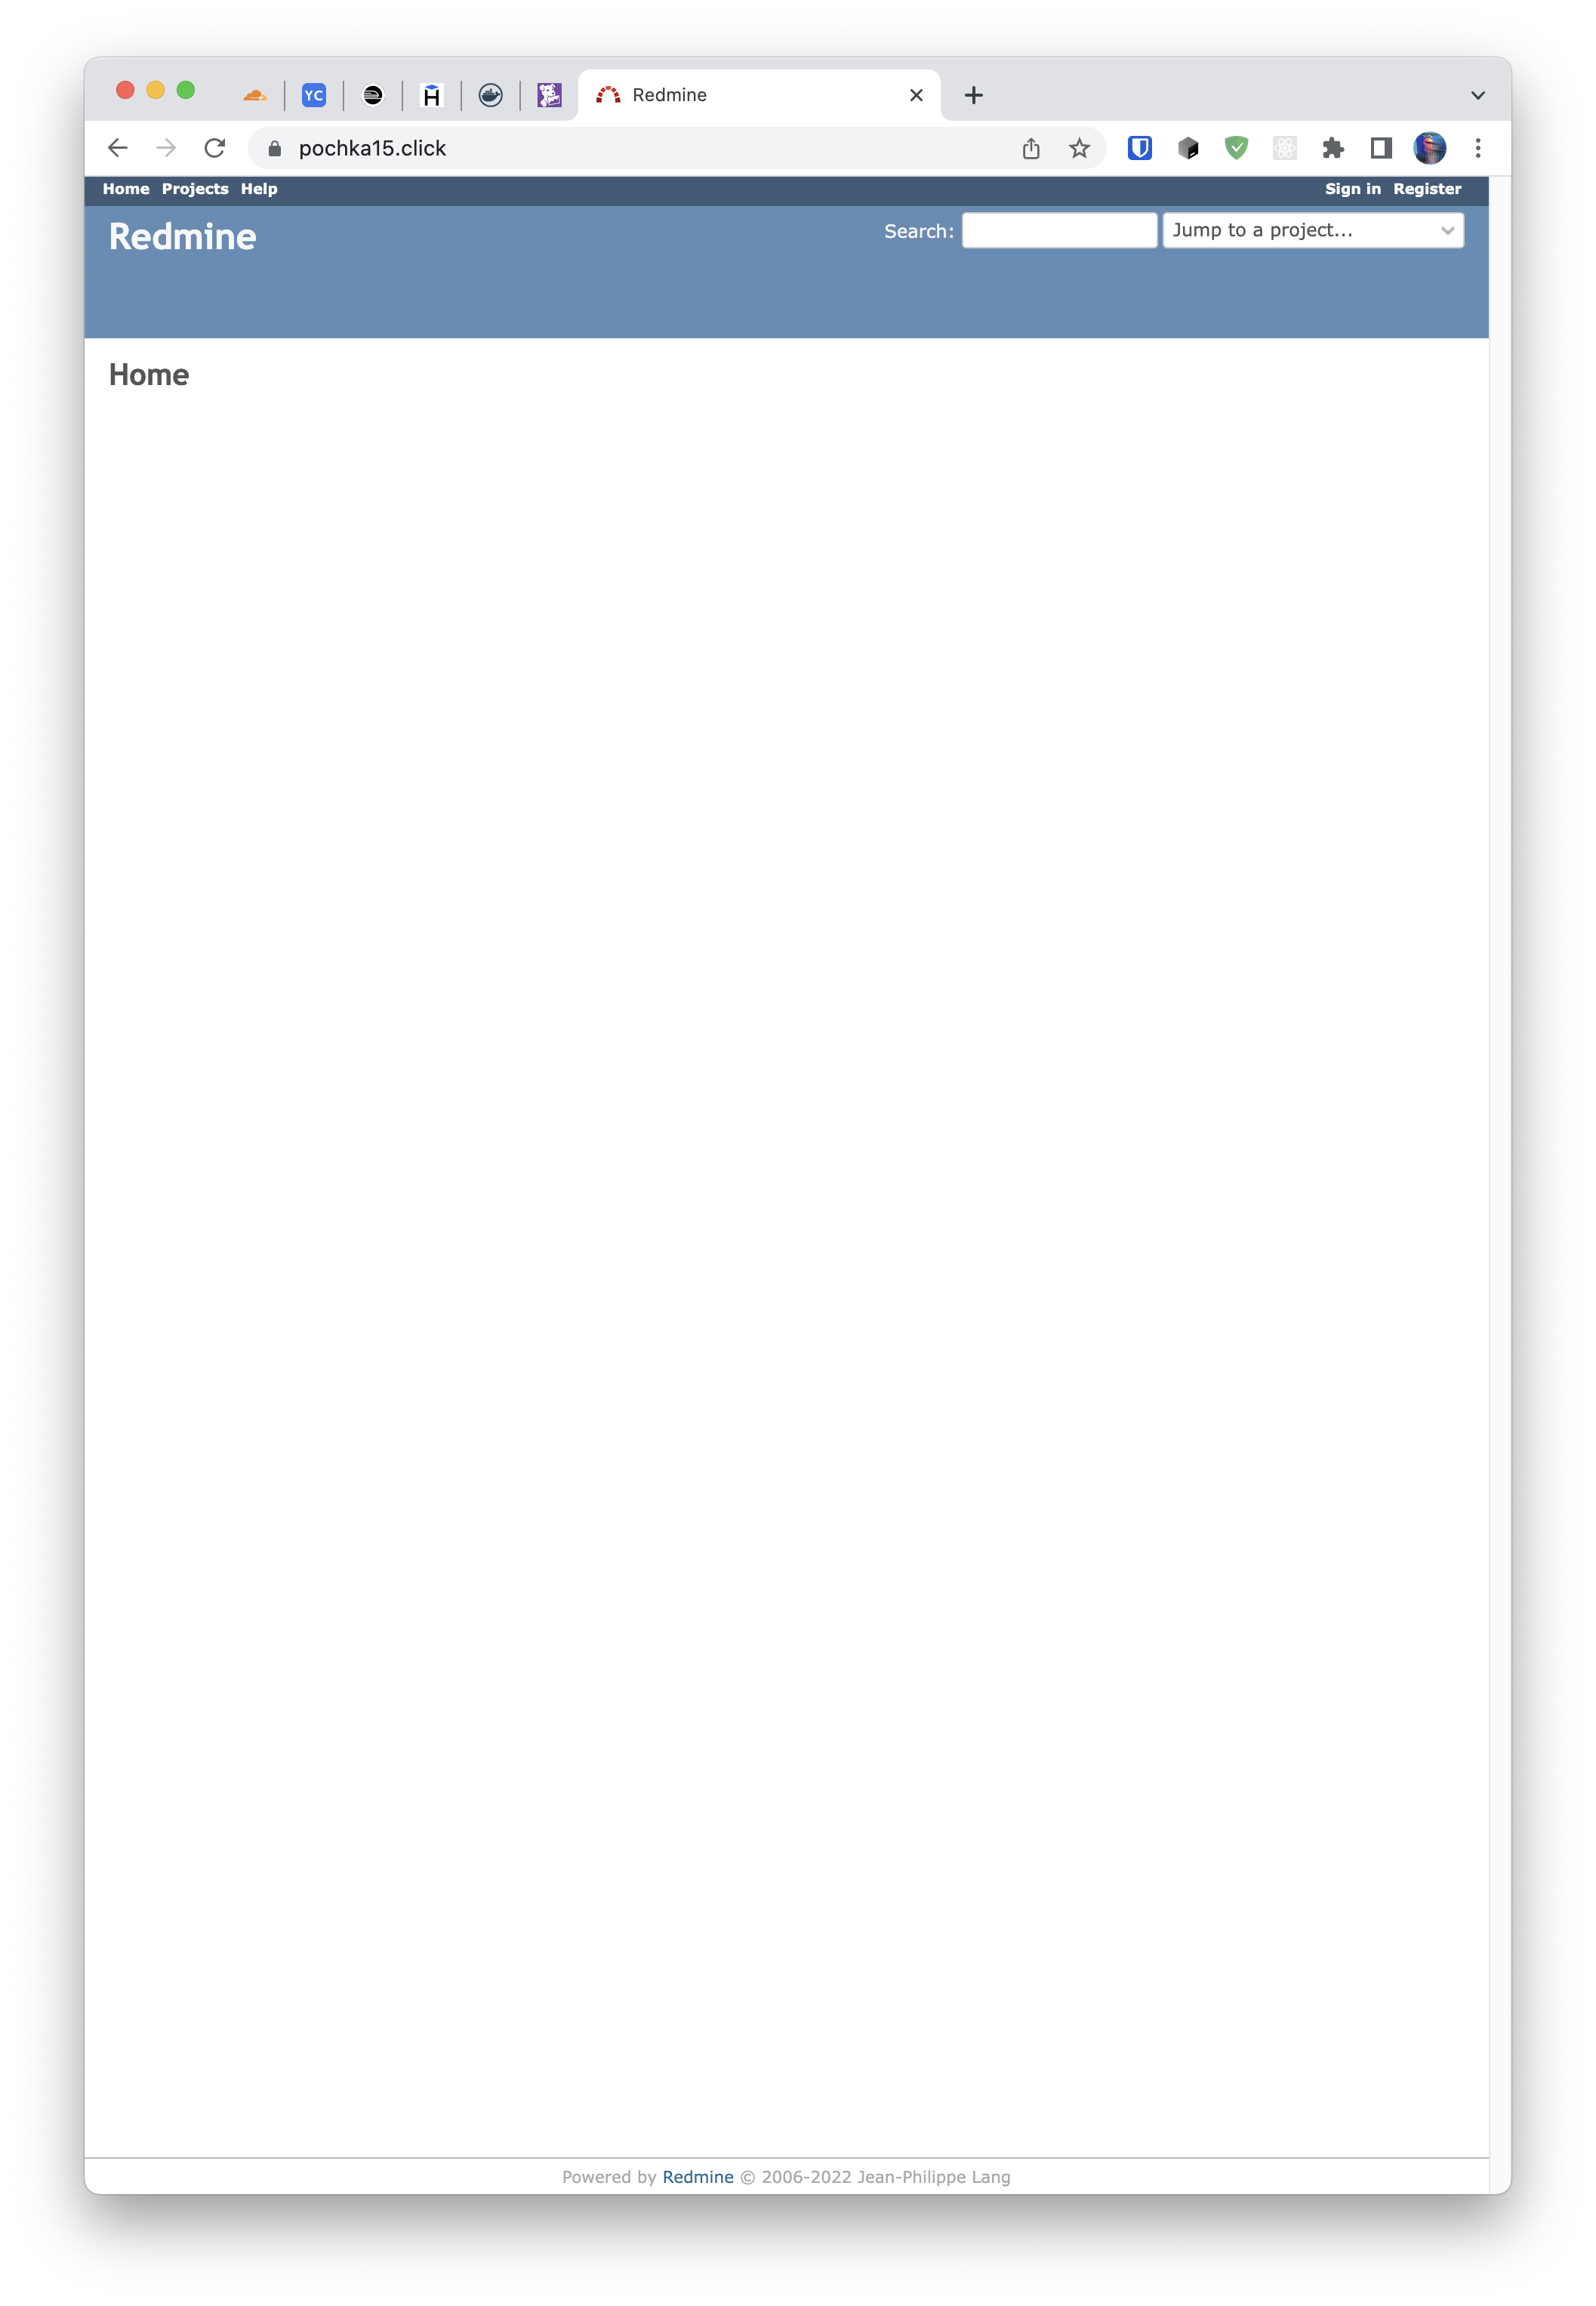 YC
H
Redmine
pochka15.click
Home Projects Help
Sign in Register
Redmine
Search:
Jump to a project...
Home
Powered by Redmine © 2006-2022 Jean-Philippe Lang